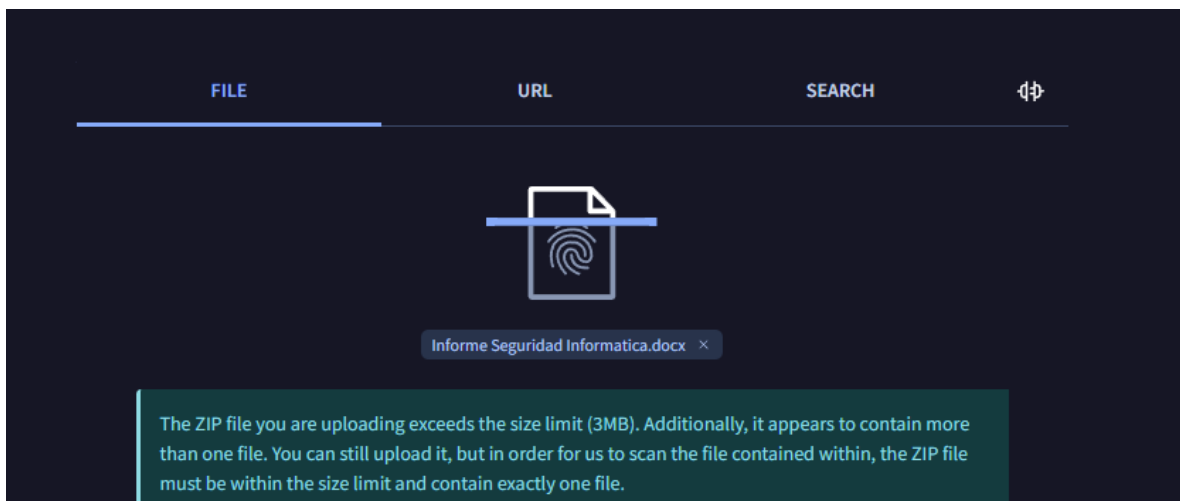 FILE
URL
SEARCH
Informe Seguridad Informatica.docx ×
The ZIP file you are uploading exceeds the size limit (3MB). Additionally, it appears to contain more
than one file. You can still upload it, but in order for us to scan the file contained within, the ZIP file
must be within the size limit and contain exactly one file.